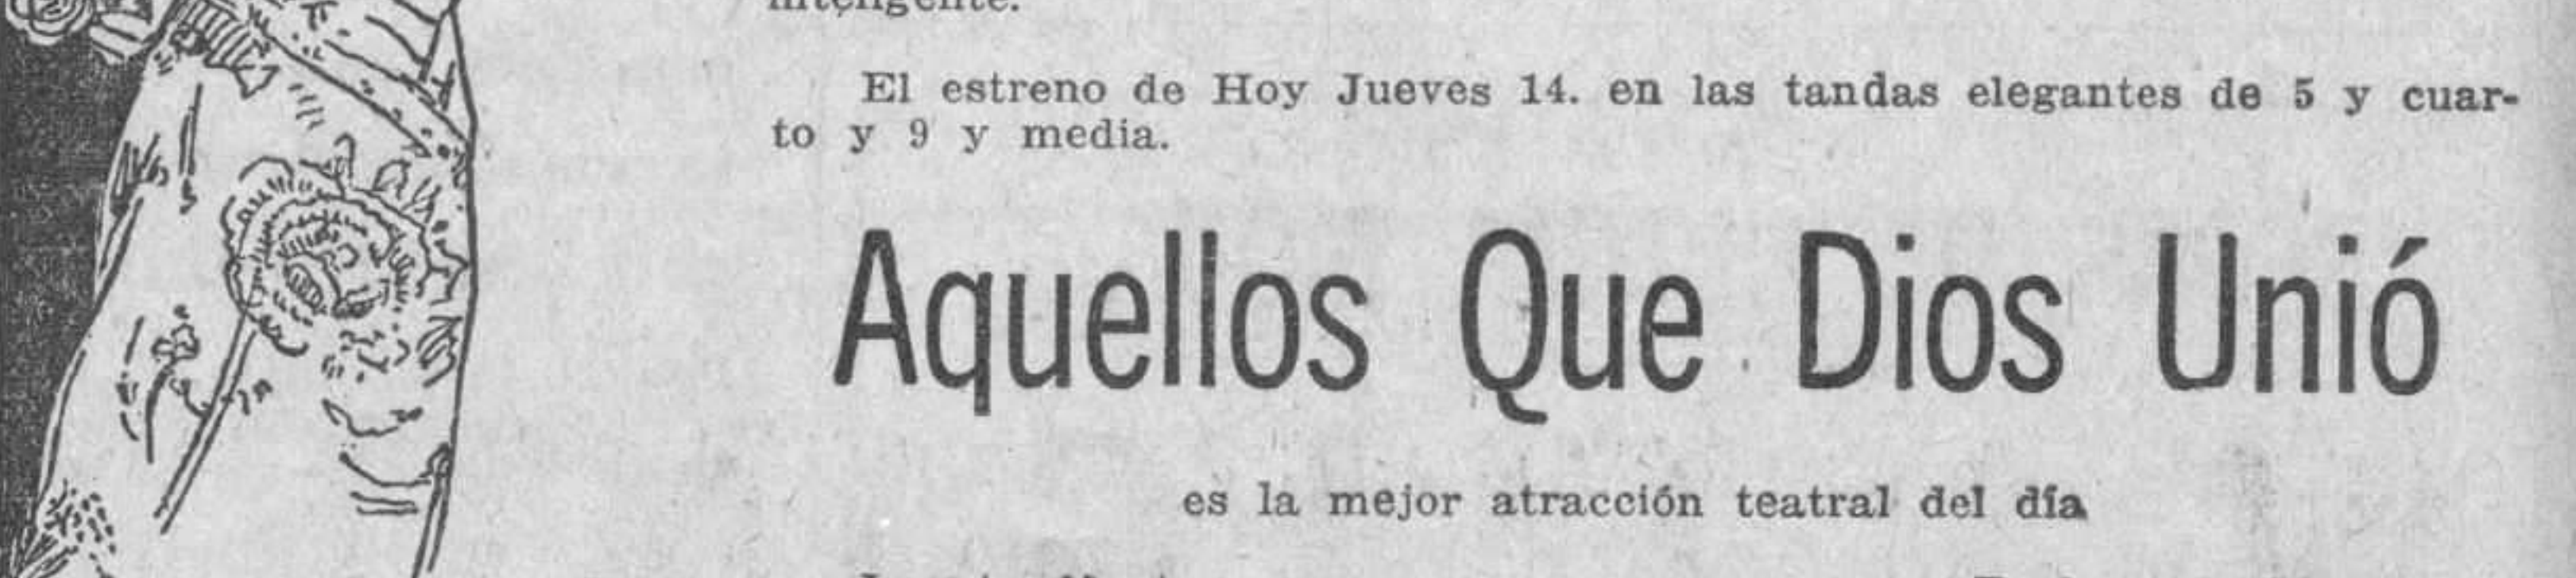 inteligente.
El estreno de Hoy Jueves 14. en las tandas elegantes de 5 y cuar-
to y 9 y media.
Aquellos Que Dios Unió
es la mejor atracción teatral del día